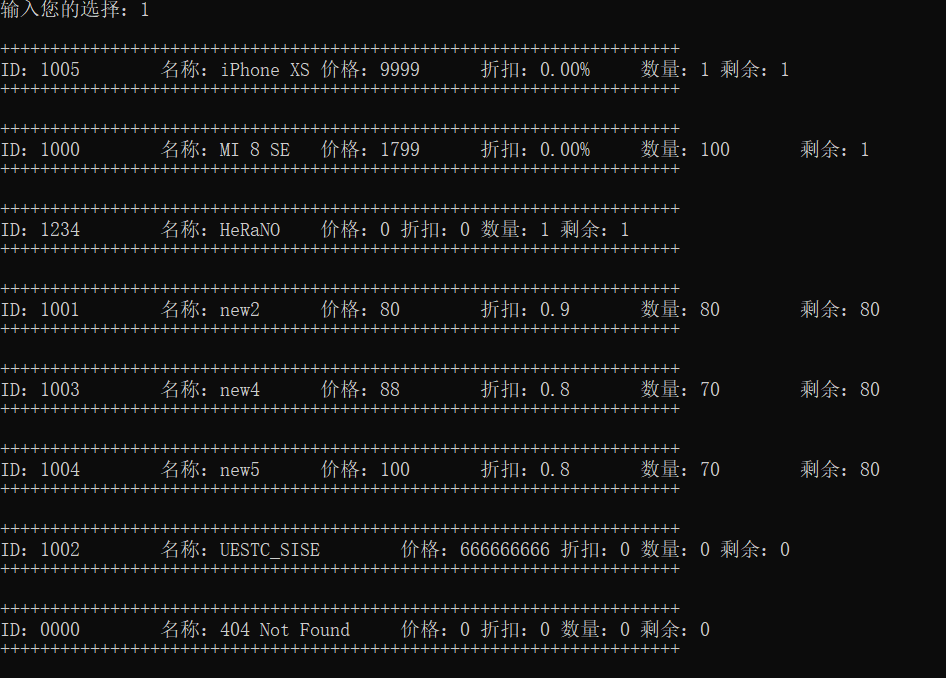 输入您的选择：1
++++++++++++++++++++++++++++++++++++++++++++++++++++++++++++++++++++
ID：1005 名称：iPhone XS 价格：9999 折扣：0.00% 数量：1 剩余：1
++++++++++++++++++++++++++++++++++++++++++++++++++++++++++++++++++++
++++++++++++++++++++++++++++++++++++++++++++++++++++++++++++++++++++
ID：1000 名称：MI 8 SE 价格：1799 折扣：0.00% 数量：100 剩余：1
++++++++++++++++++++++++++++++++++++++++++++++++++++++++++++++++++++
++++++++++++++++++++++++++++++++++++++++++++++++++++++++++++++++++++
ID：1234 名称：HeRaNO 价格：0 折扣：0 数量：1 剩余：1
++++++++++++++++++++++++++++++++++++++++++++++++++++++++++++++++++++
++++++++++++++++++++++++++++++++++++++++++++++++++++++++++++++++++++
ID：1001 名称：new2 价格：80 折扣：0.9 数量：80 剩余：80
++++++++++++++++++++++++++++++++++++++++++++++++++++++++++++++++++++
++++++++++++++++++++++++++++++++++++++++++++++++++++++++++++++++++++
ID：1003 名称：new4 价格：88 折扣：0.8 数量：70 剩余：80
++++++++++++++++++++++++++++++++++++++++++++++++++++++++++++++++++++
++++++++++++++++++++++++++++++++++++++++++++++++++++++++++++++++++++
ID：1004 名称：new5 价格：100 折扣：0.8 数量：70 剩余：80
++++++++++++++++++++++++++++++++++++++++++++++++++++++++++++++++++++
++++++++++++++++++++++++++++++++++++++++++++++++++++++++++++++++++++
ID：1002 名称：UESTC_SISE 价格：666666666 折扣：0 数量：0 剩余：0
++++++++++++++++++++++++++++++++++++++++++++++++++++++++++++++++++++
++++++++++++++++++++++++++++++++++++++++++++++++++++++++++++++++++++
ID：0000 名称：404 Not Found 价格：0 折扣：0 数量：0 剩余：0
++++++++++++++++++++++++++++++++++++++++++++++++++++++++++++++++++++